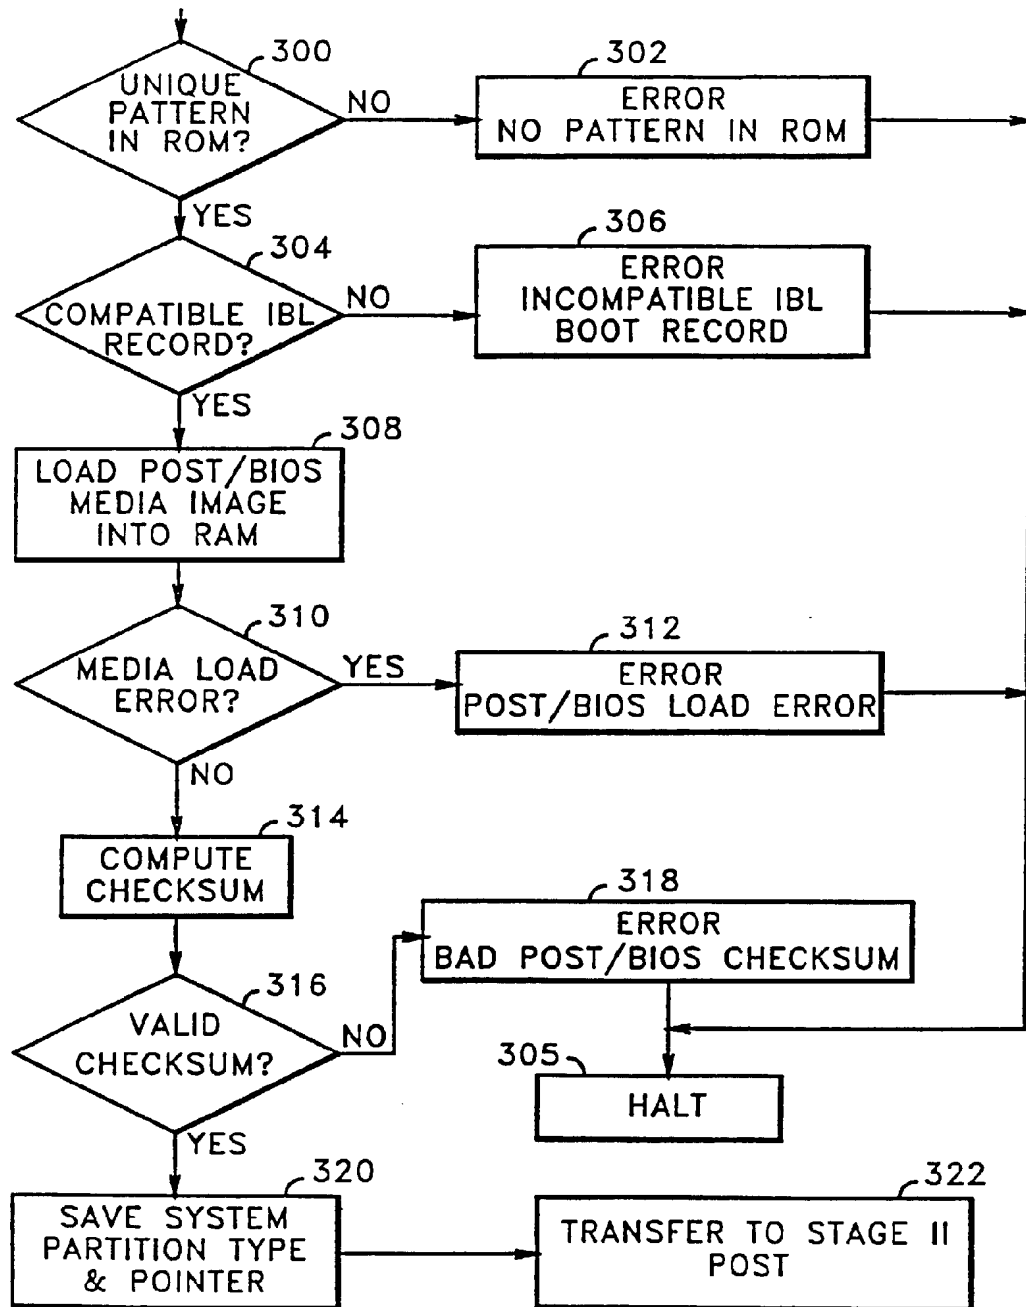 300
UNIQUE
PATTERN
IN ROM?
NO
302
ERROR
NO PATTERN IN ROM
YES
304
COMPATIBLE IBL
RECORD?
NO
306
ERROR
INCOMPATIBLE IBL
BOOT RECORD
YES
308
LOAD POST/BIOS
MEDIA IMAGE
INTO RAM
310
MEDIA LOAD
ERROR?
YES
312
ERROR
POST/BIOS LOAD ERROR
NO
314
COMPUTE
CHECKSUM
316
VALID
CHECKSUM?
NO
318
ERROR
BAD POST/BIOS CHECKSUM
305
HALT
YES
320
SAVE SYSTEM
PARTITION TYPE
& POINTER
322
TRANSFER TO STAGE II
POST